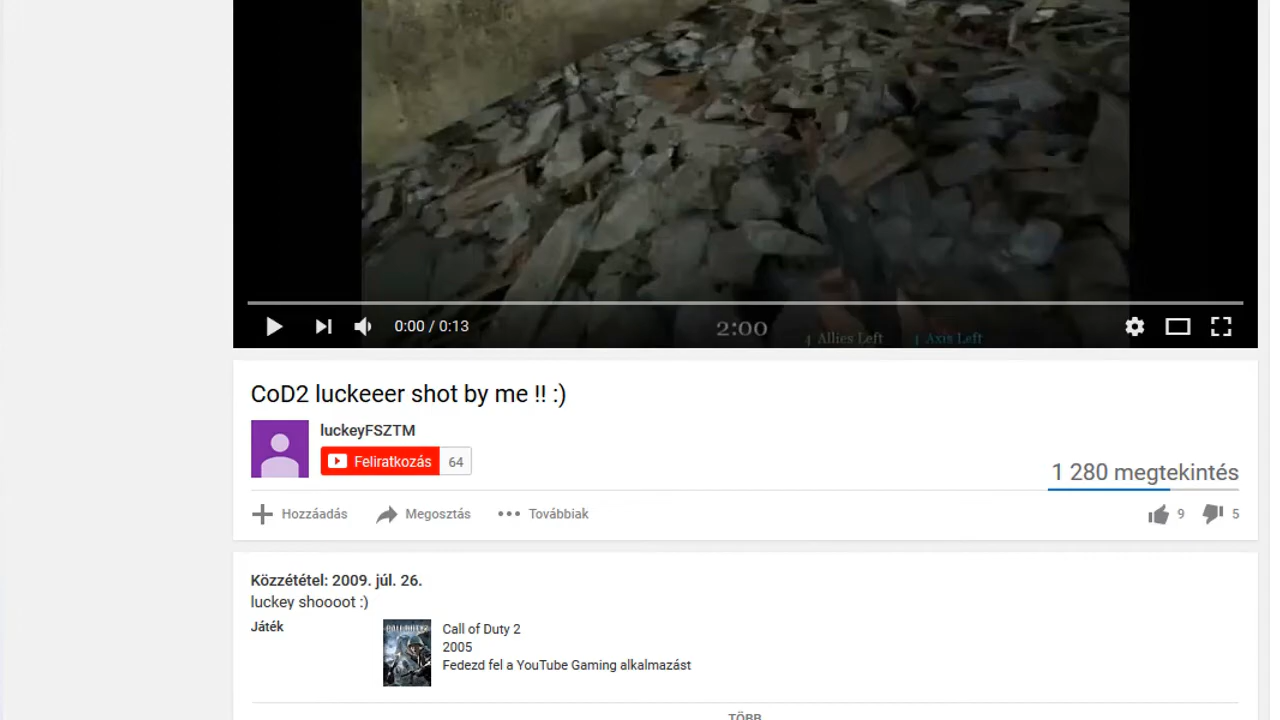 0:00 / 0:13
2:00
4 Allies Left
1 Axis Left
CoD2 luckeeer shot by me !! :)
luckeyFSZTM
Feliratkozás 64
1 280 megtekintés
Hozzáadás Megosztás Továbbiak 9 5
Közzététel: 2009. júl. 26.
luckey shoooot :)
Játék
Call of Duty 2
2005
Fedezd fel a YouTube Gaming alkalmazást
TÖBB